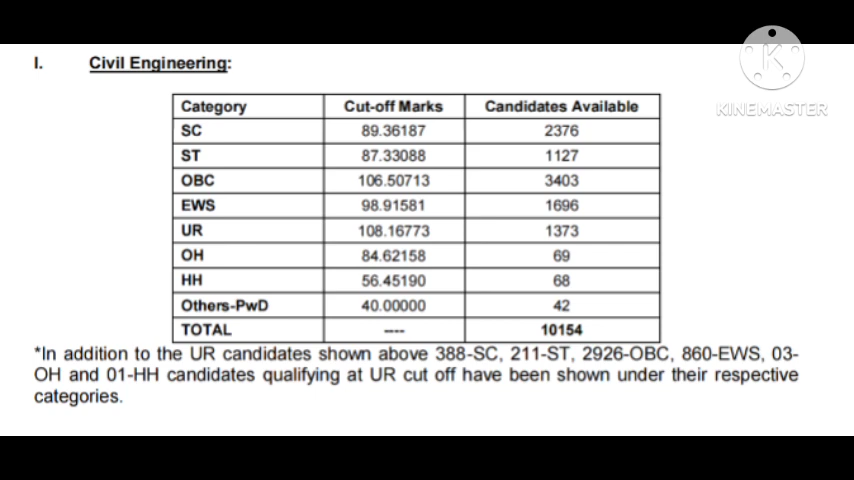 K
KINEMASTER
I. Civil Engineering:
Category Cut-off Marks Candidates Available
SC 89.36187 2376
ST 87.33088 1127
OBC 106.50713 3403
EWS 98.91581 1696
UR 108.16773 1373
OH 84.62158 69
HH 56.45190 68
Others-PwD 40.00000 42
TOTAL ---- 10154
*In addition to the UR candidates shown above 388-SC, 211-ST, 2926-OBC, 860-EWS, 03-
OH and 01-HH candidates qualifying at UR cut off have been shown under their respective
categories.